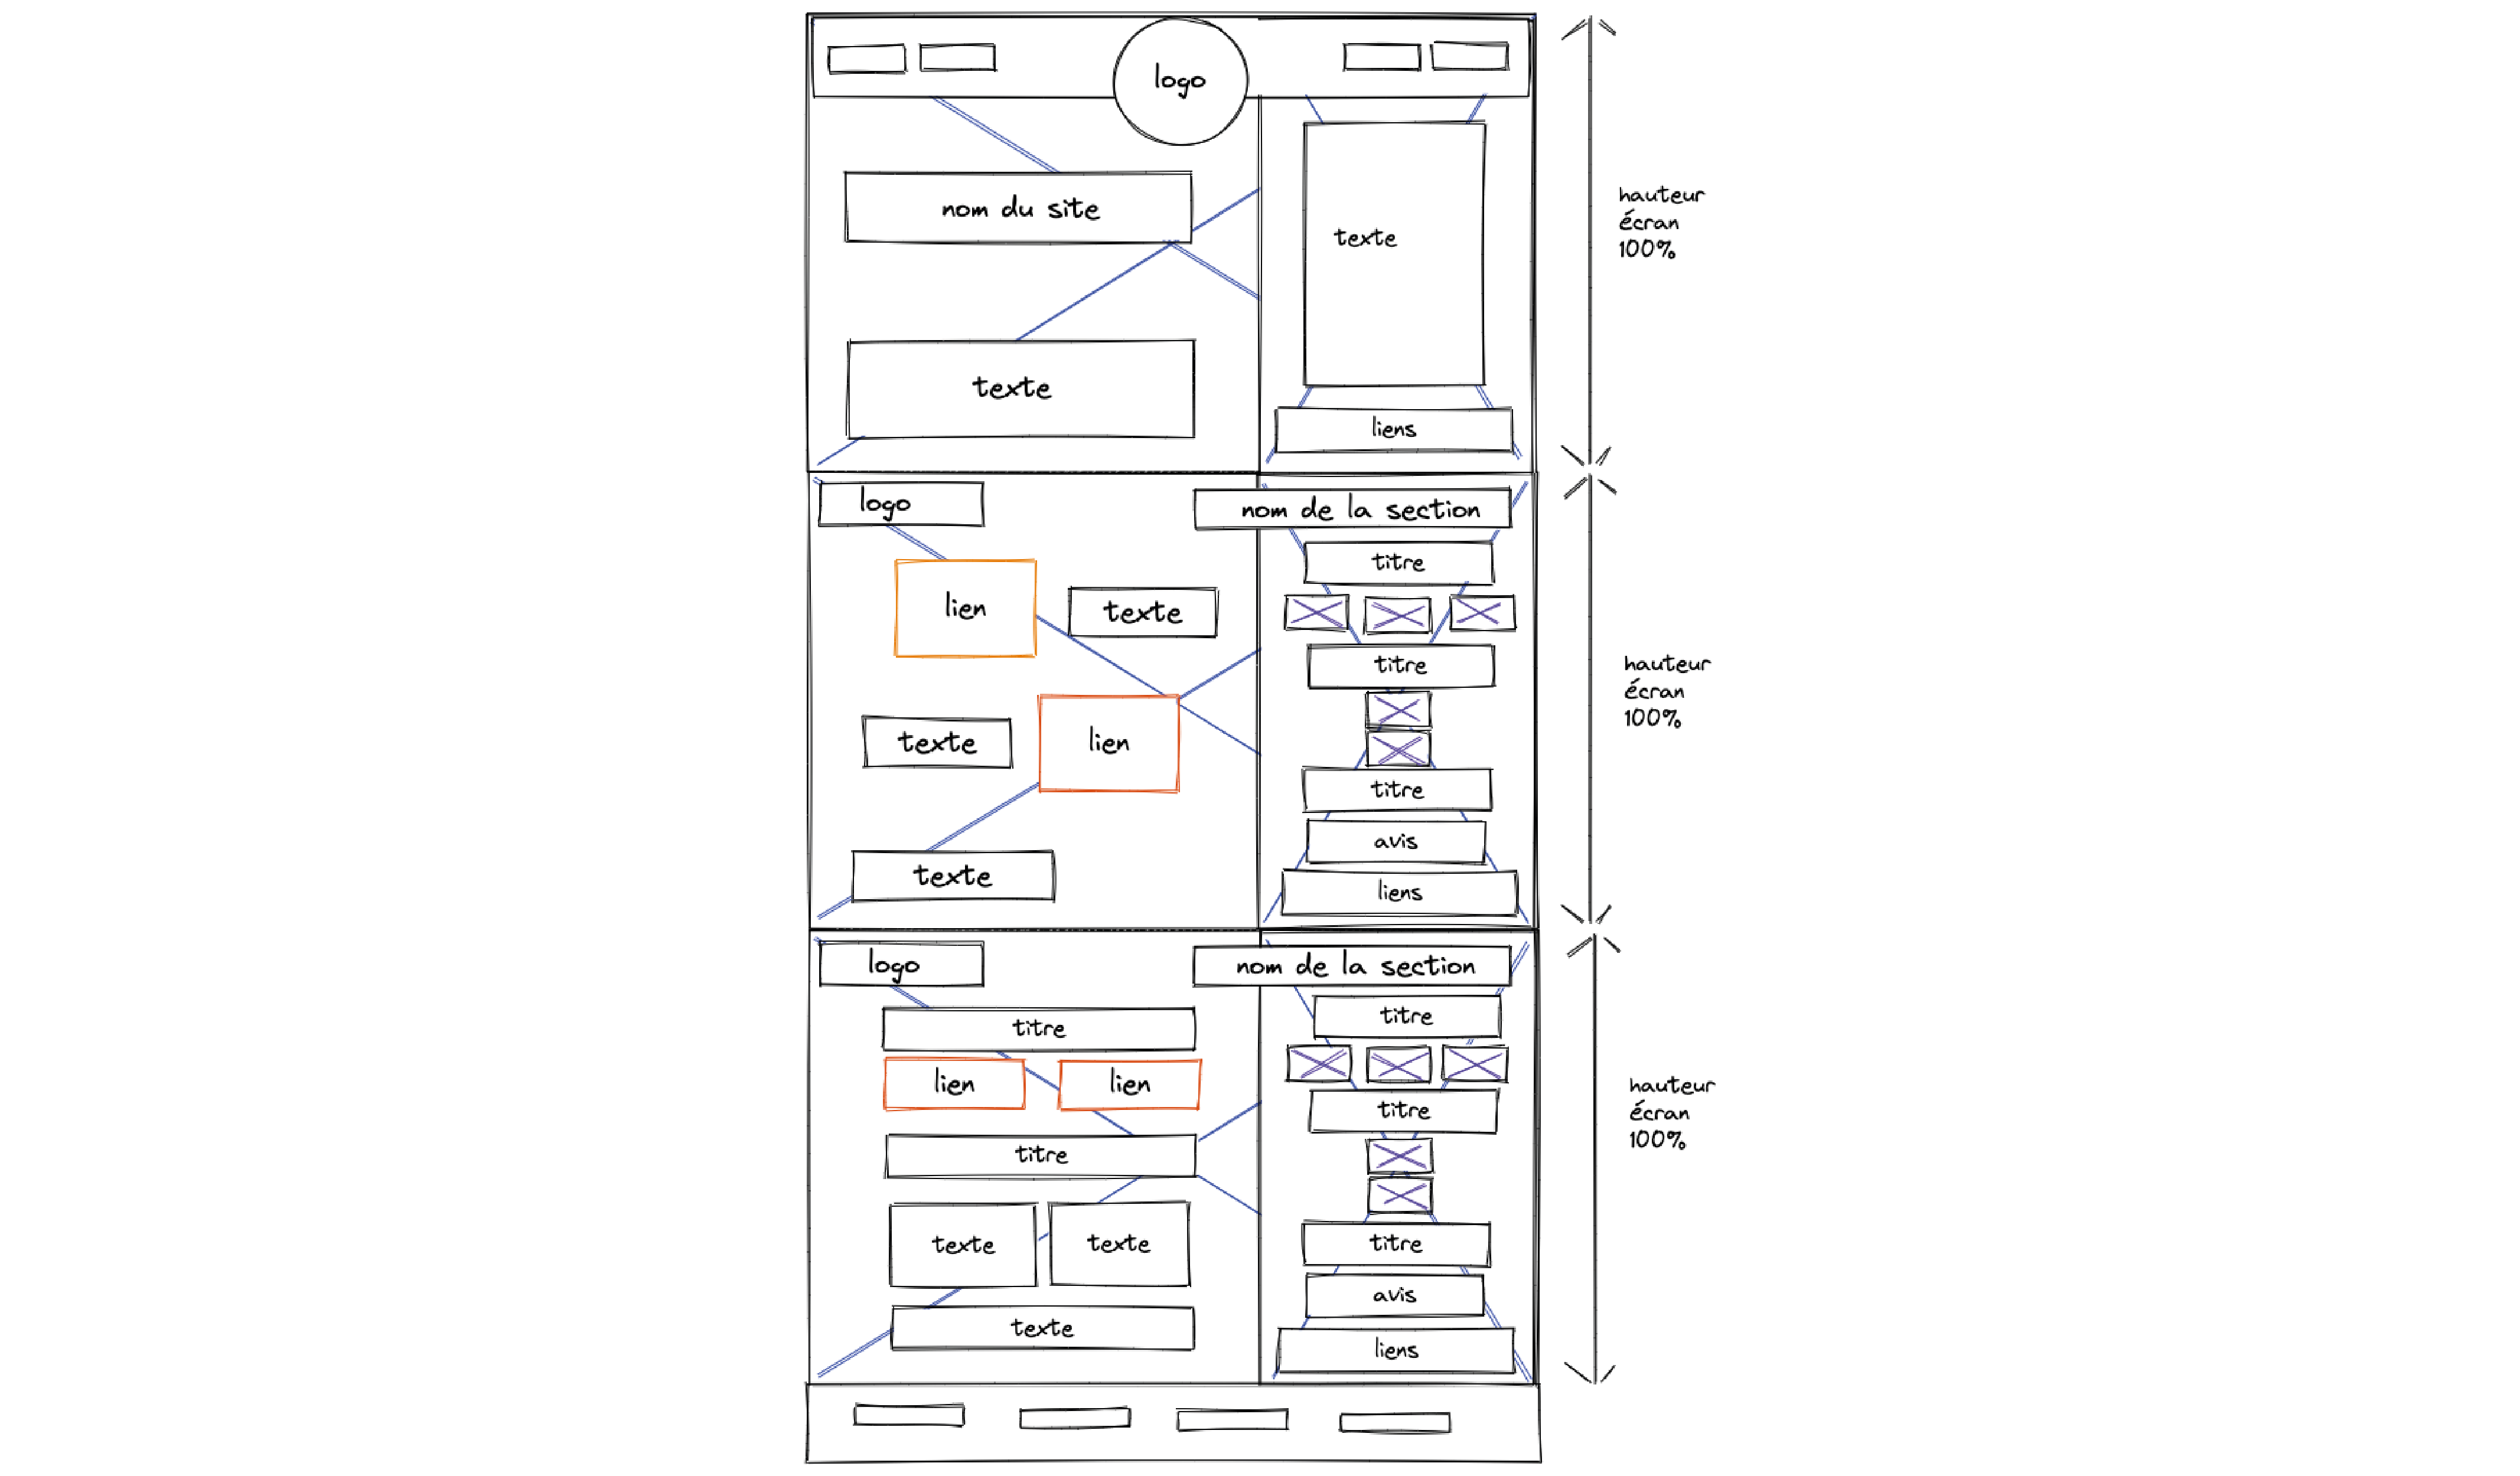 logo
nom du site
texte
texte
liens
hauteur
écran
100%
logo
lien
texte
texte
lien
texte
nom de la section
titre
titre
titre
avis
liens
hauteur
écran
100%
logo
titre
lien
lien
titre
texte
texte
texte
nom de la section
titre
titre
titre
avis
liens
hauteur
écran
100%